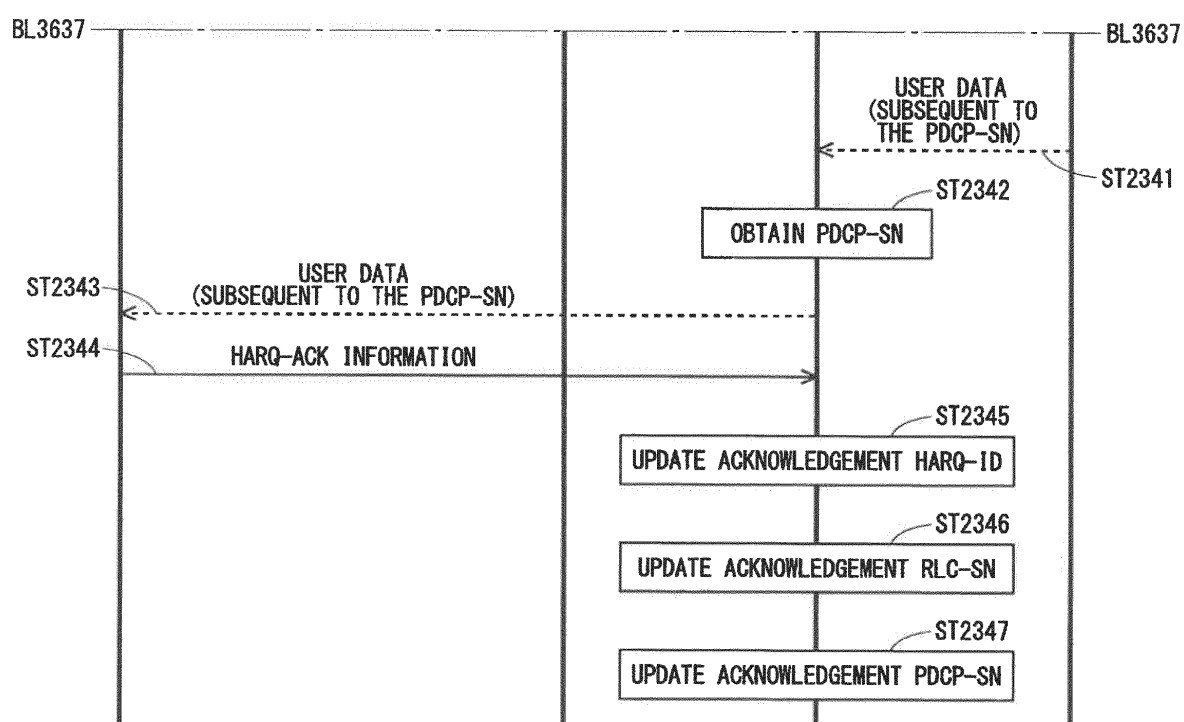 BL3637
BL3637
USER DATA
(SUBSEQUENT TO
THE PDCP-SN)
ST2341
ST2342
OBTAIN PDCP-SN
USER DATA
(SUBSEQUENT TO THE PDCP-SN)
ST2343
ST2344
HARQ-ACK INFORMATION
ST2345
UPDATE ACKNOWLEDGEMENT HARQ-ID
ST2346
UPDATE ACKNOWLEDGEMENT RLC-SN
ST2347
UPDATE ACKNOWLEDGEMENT PDCP-SN